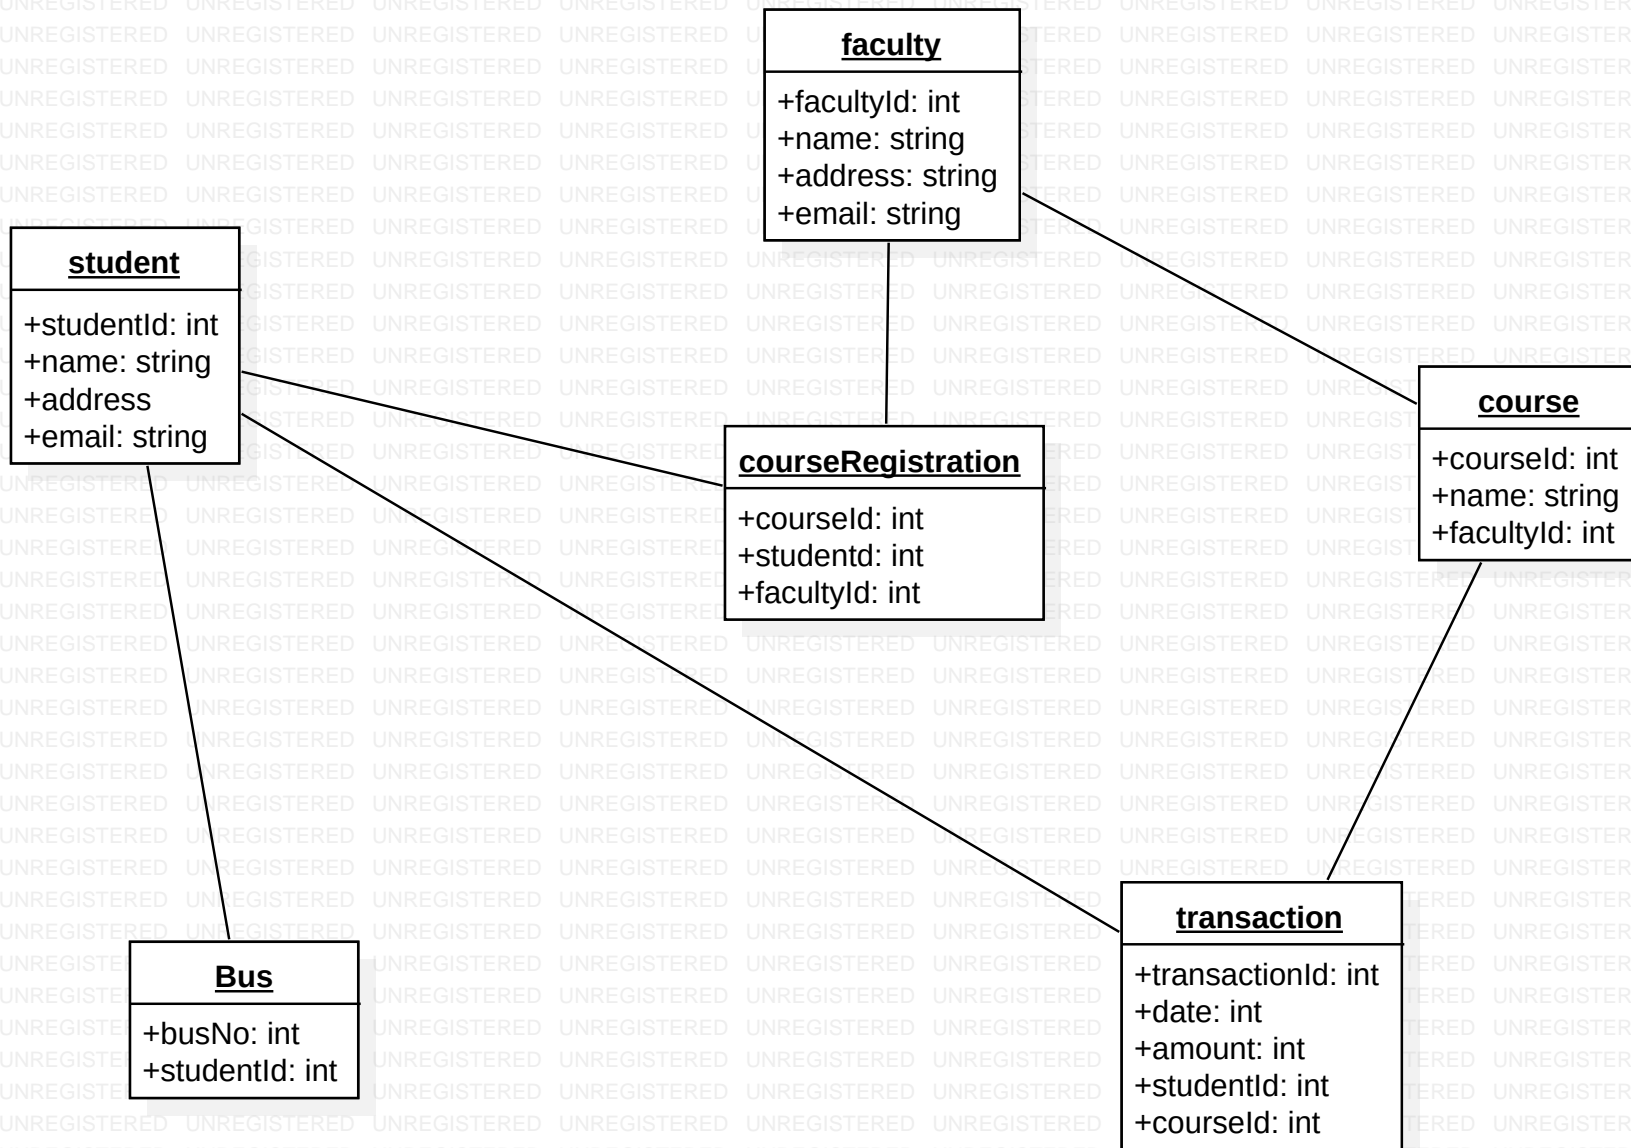 faculty
+facultyId: int
+name: string
+address: string
+email: string
student
+studentId: int
+name: string
+address
+email: string
courseRegistration
+courseId: int
+studentd: int
+facultyId: int
course
+courseId: int
+name: string
+facultyId: int
Bus
+busNo: int
+studentId: int
transaction
+transactionId: int
+date: int
+amount: int
+studentId: int
+courseId: int
UNREGISTERED